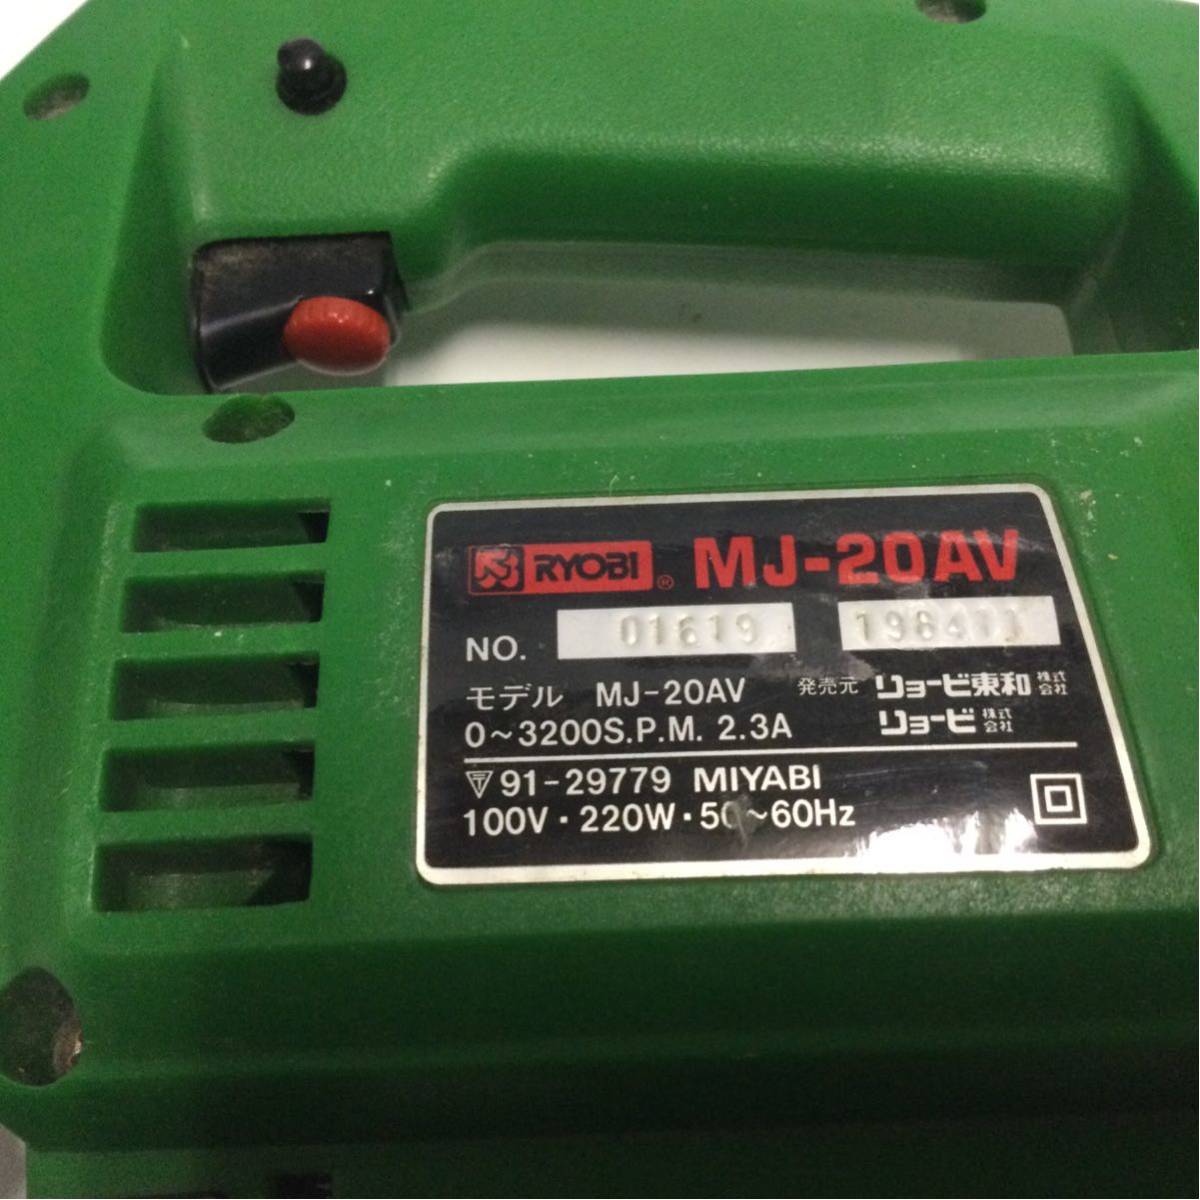 RYOBI ® MJ-20AV
NO. 01619
モデル MJ-20AV 発売元 リョービ東和 株式会社
0~3200S.P.M. 2.3A リョービ 株式会社
〒91-29779 MIYABI
100V・220W・50~60Hz